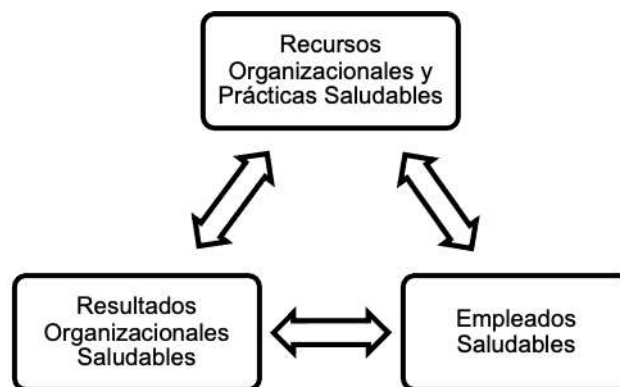 Recursos
Organizacionales y
Prácticas Saludables
Resultados
Organizacionales
Saludables
Empleados
Saludables